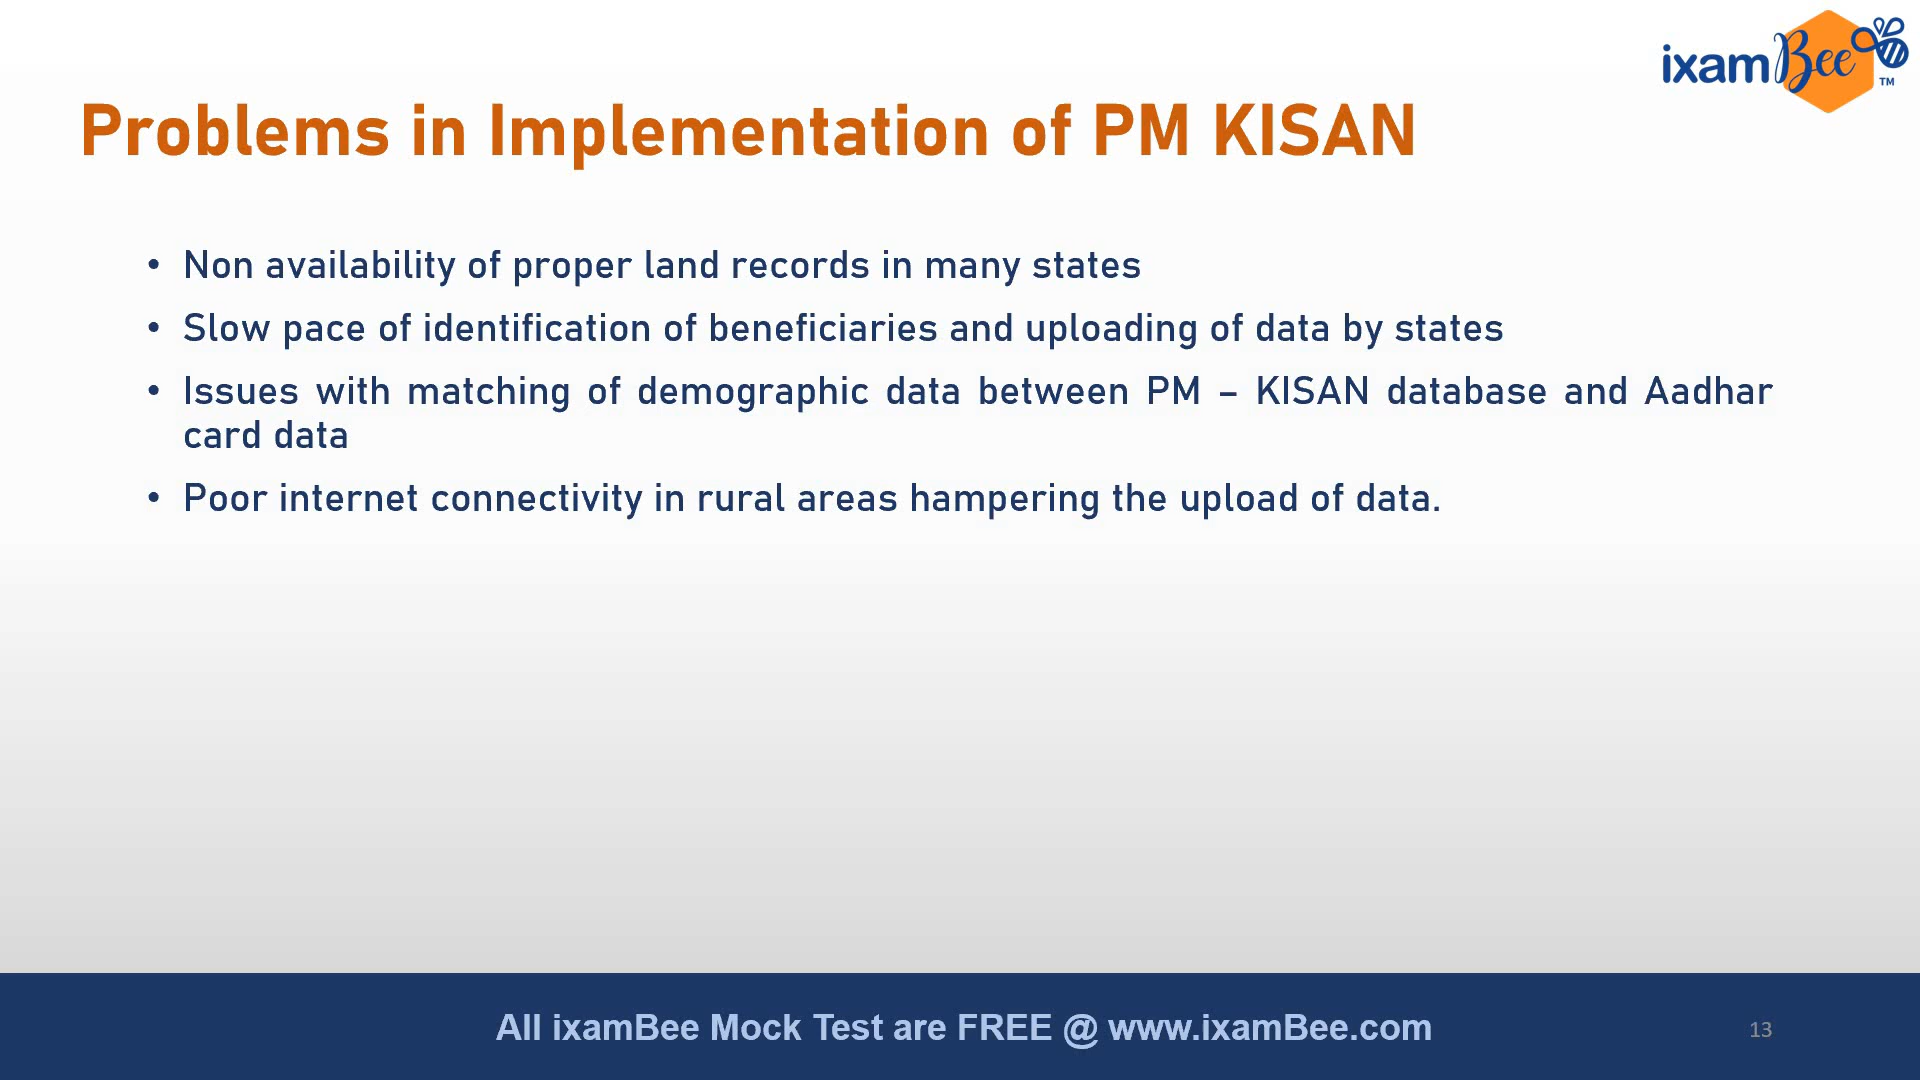 ixamBee TM
Problems in Implementation of PM KISAN
• Non availability of proper land records in many states
• Slow pace of identification of beneficiaries and uploading of data by states
• Issues with matching of demographic data between PM – KISAN database and Aadhar
card data
• Poor internet connectivity in rural areas hampering the upload of data.
All ixamBee Mock Test are FREE @ www.ixamBee.com
13